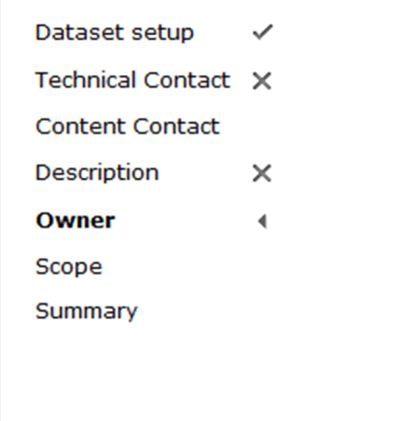 Dataset setup
Technical Contact
Content Contact
Description
Owner
Scope
Summary